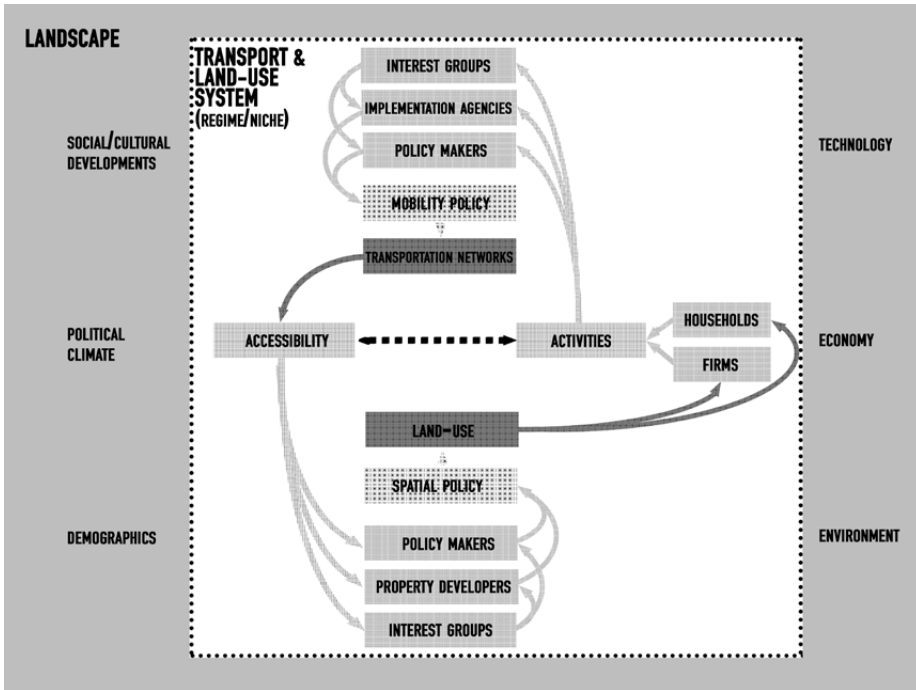 LANDSCAPE
TRANSPORT &
LAND-USE
SYSTEM
(REGIME/NICHE)
INTEREST GROUPS
IMPLEMENTATION AGENCIES
POLICY MAKERS
MOBILITY POLICY
TRANSPORTATION NETWORKS
SOCIAL/CULTURAL
DEVELOPMENTS
TECHNOLOGY
POLITICAL
CLIMATE
ACCESSIBILITY
ACTIVITIES
HOUSEHOLDS
FIRMS
ECONOMY
LAND-USE
SPATIAL POLICY
POLICY MAKERS
PROPERTY DEVELOPERS
INTEREST GROUPS
DEMOGRAPHICS
ENVIRONMENT